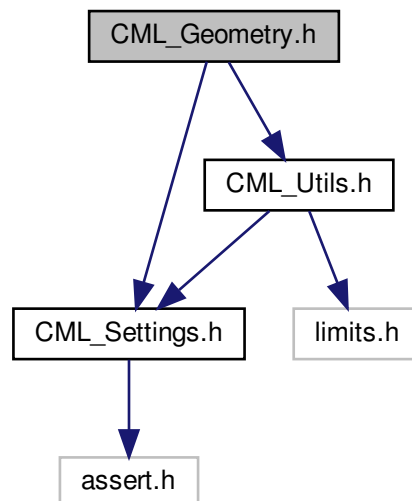 CML_Geometry.h
CML_Utils.h
CML_Settings.h
limits.h
assert.h